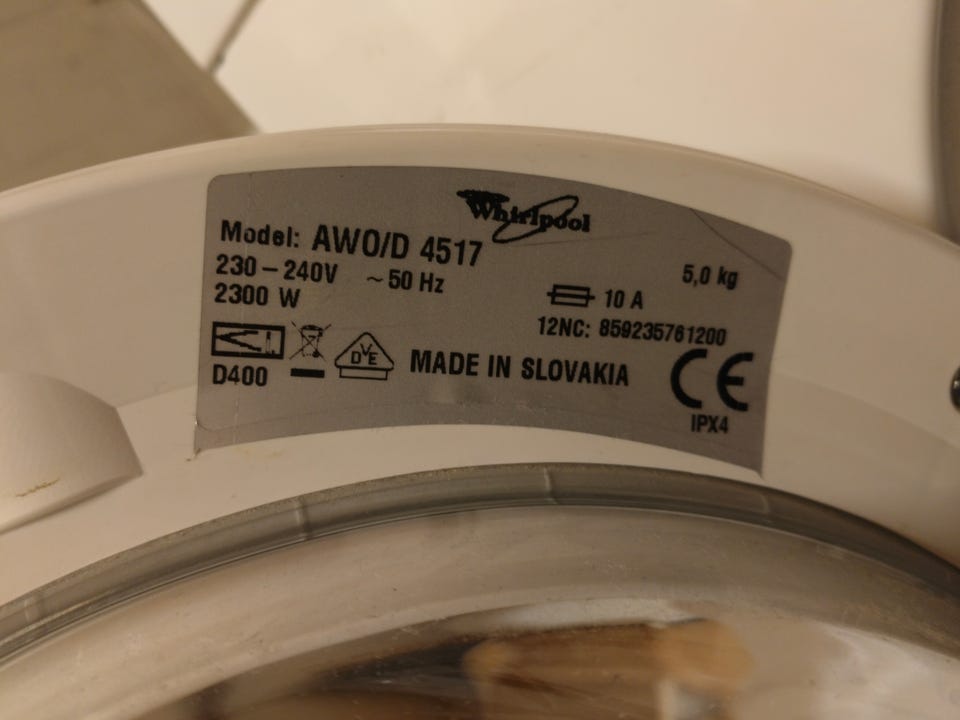 Whirlpool
Model: AWO/D 4517
230 – 240V ~ 50 Hz
2300 W
5,0 kg
10 A
12NC: 859235761200
D400
VDE
MADE IN SLOVAKIA
CE
IPX4